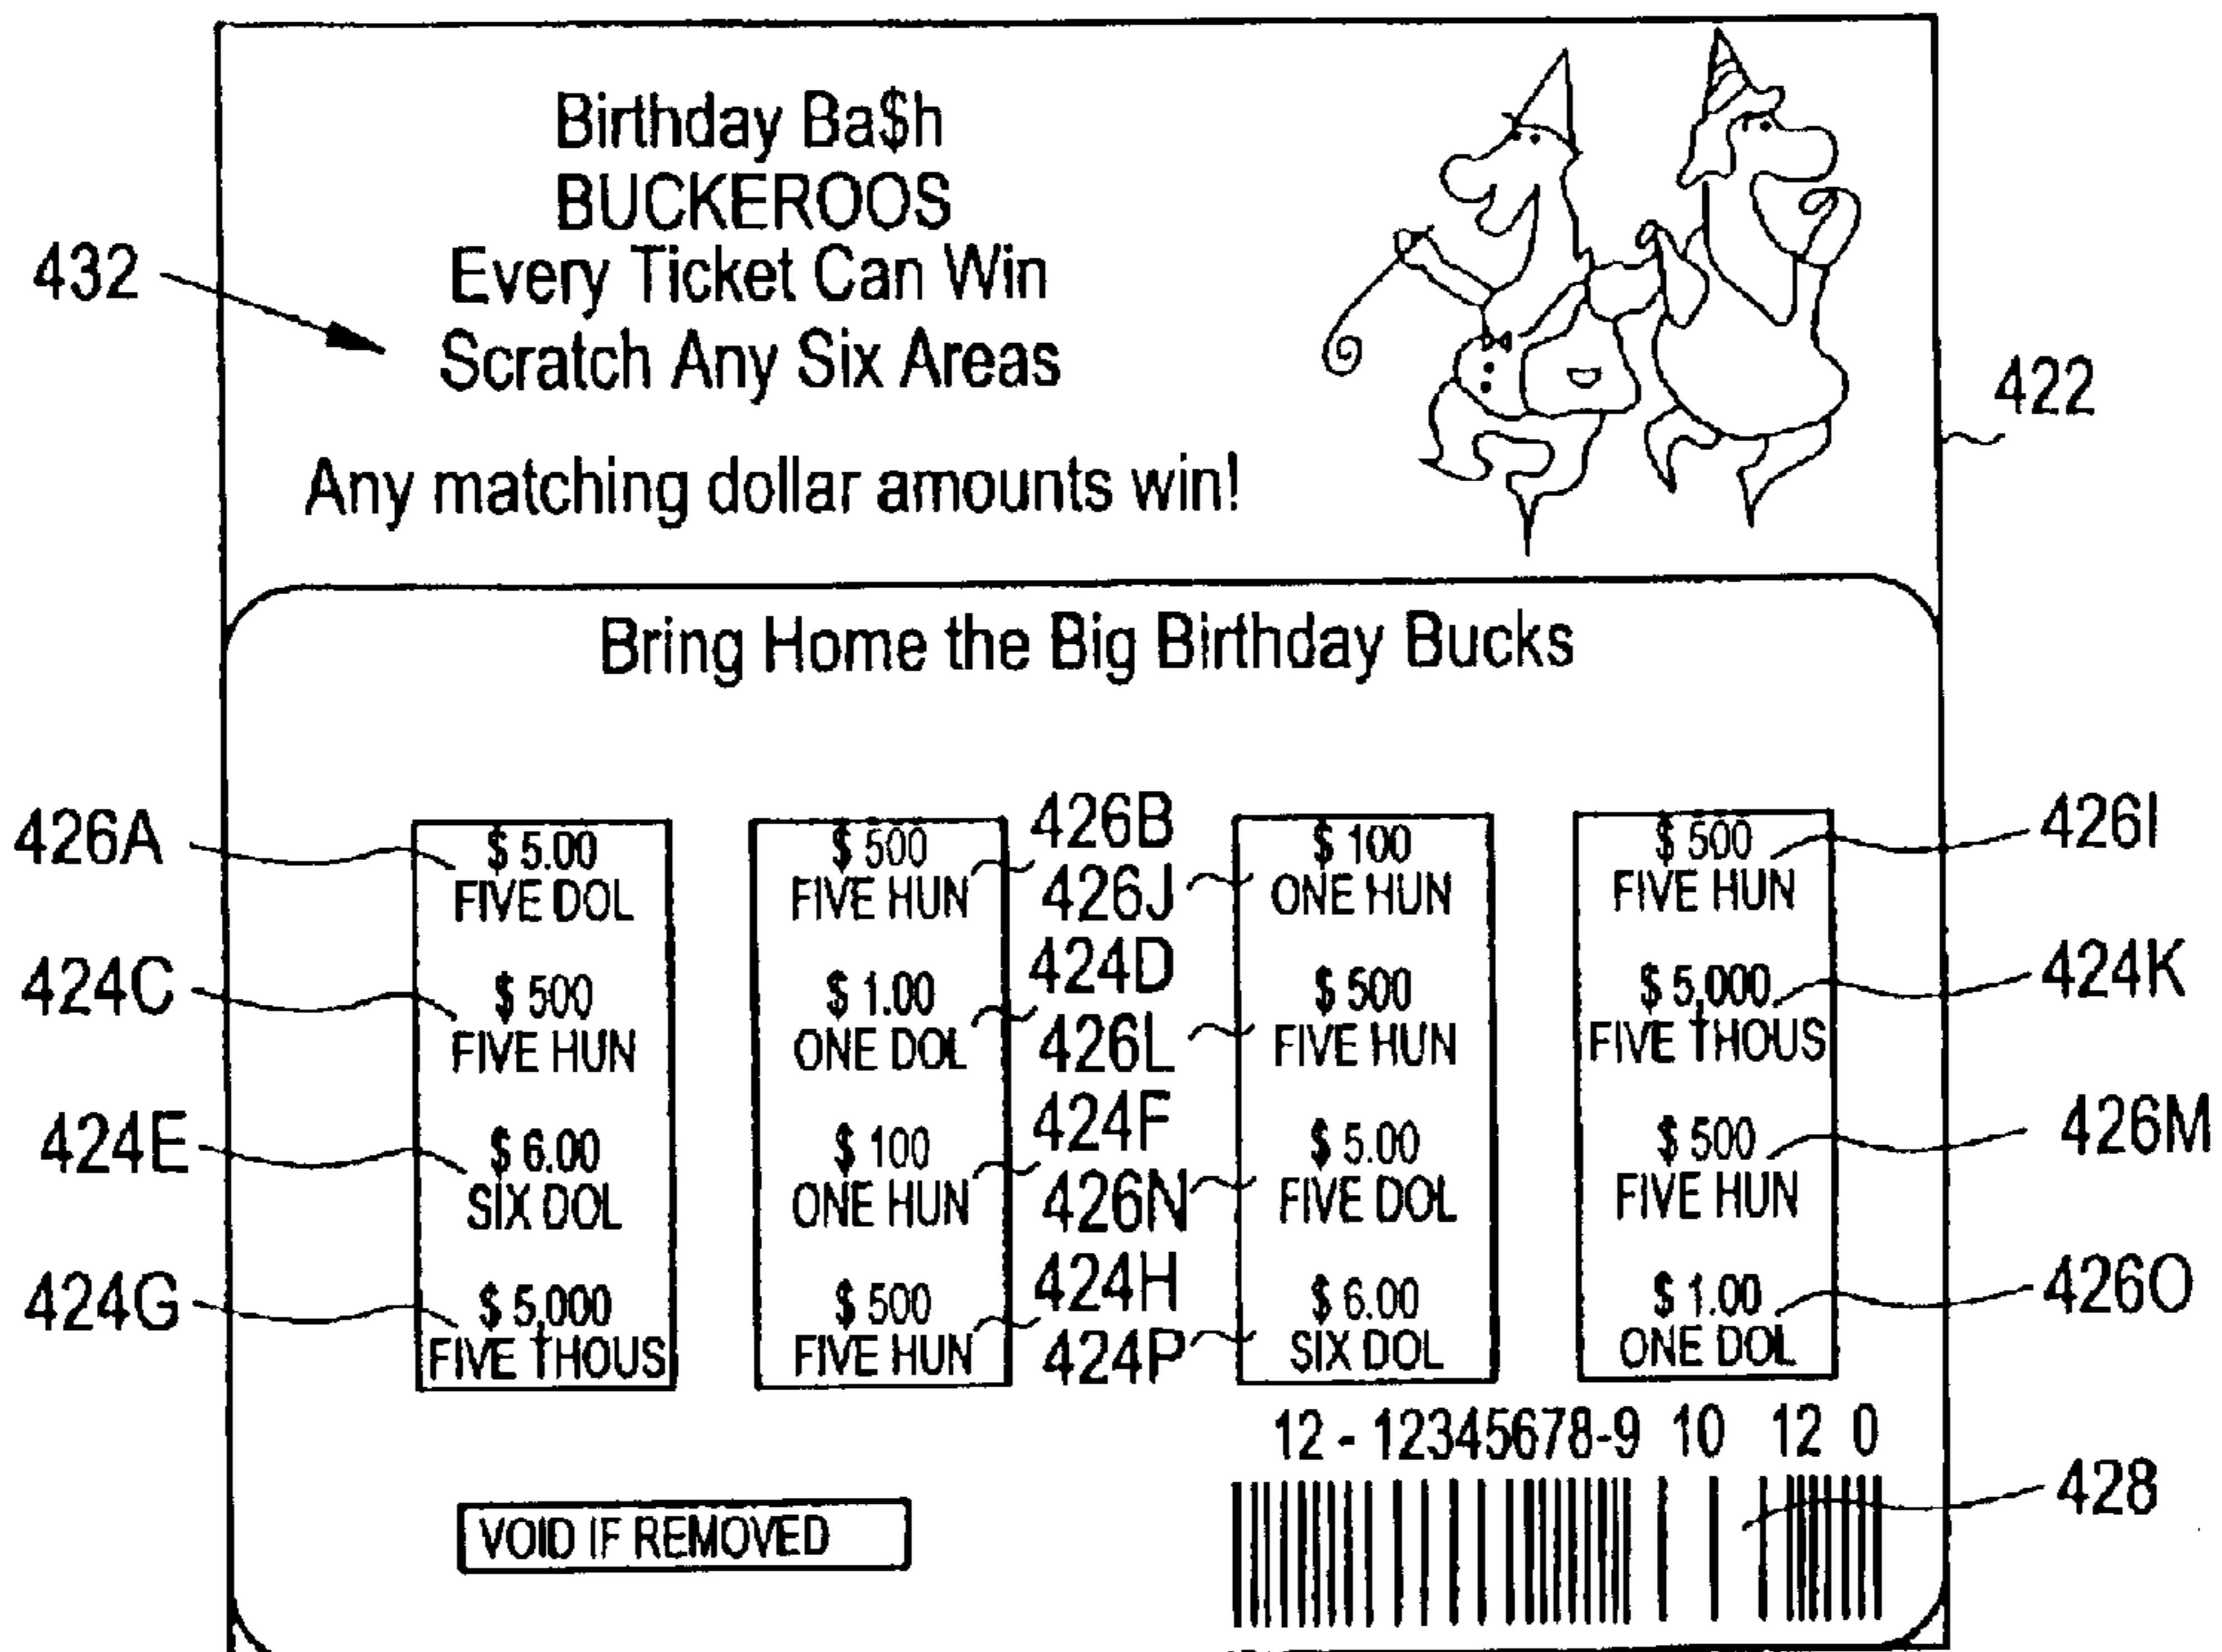 Birthday Ba$h
BUCKEROOS
Every Ticket Can Win
Scratch Any Six Areas
Any matching dollar amounts win!
432
422
Bring Home the Big Birthday Bucks
426A
$ 5.00
FIVE DOL
424C
$ 500
FIVE HUN
424E
$ 6.00
SIX DOL
424G
$ 5,000
FIVE THOUS
$ 500
FIVE HUN
$ 1.00
ONE DOL
$ 100
ONE HUN
$ 500
FIVE HUN
426B
426J
424D
426L
424F
426N
424H
424P
$ 100
ONE HUN
$ 500
FIVE HUN
$ 5.00
FIVE DOL
$ 6.00
SIX DOL
$ 500
FIVE HUN
$ 5,000
FIVE THOUS
$ 500
FIVE HUN
$ 1.00
ONE DOL
426I
424K
426M
426O
12 - 12345678-9 10 12 0
428
VOID IF REMOVED